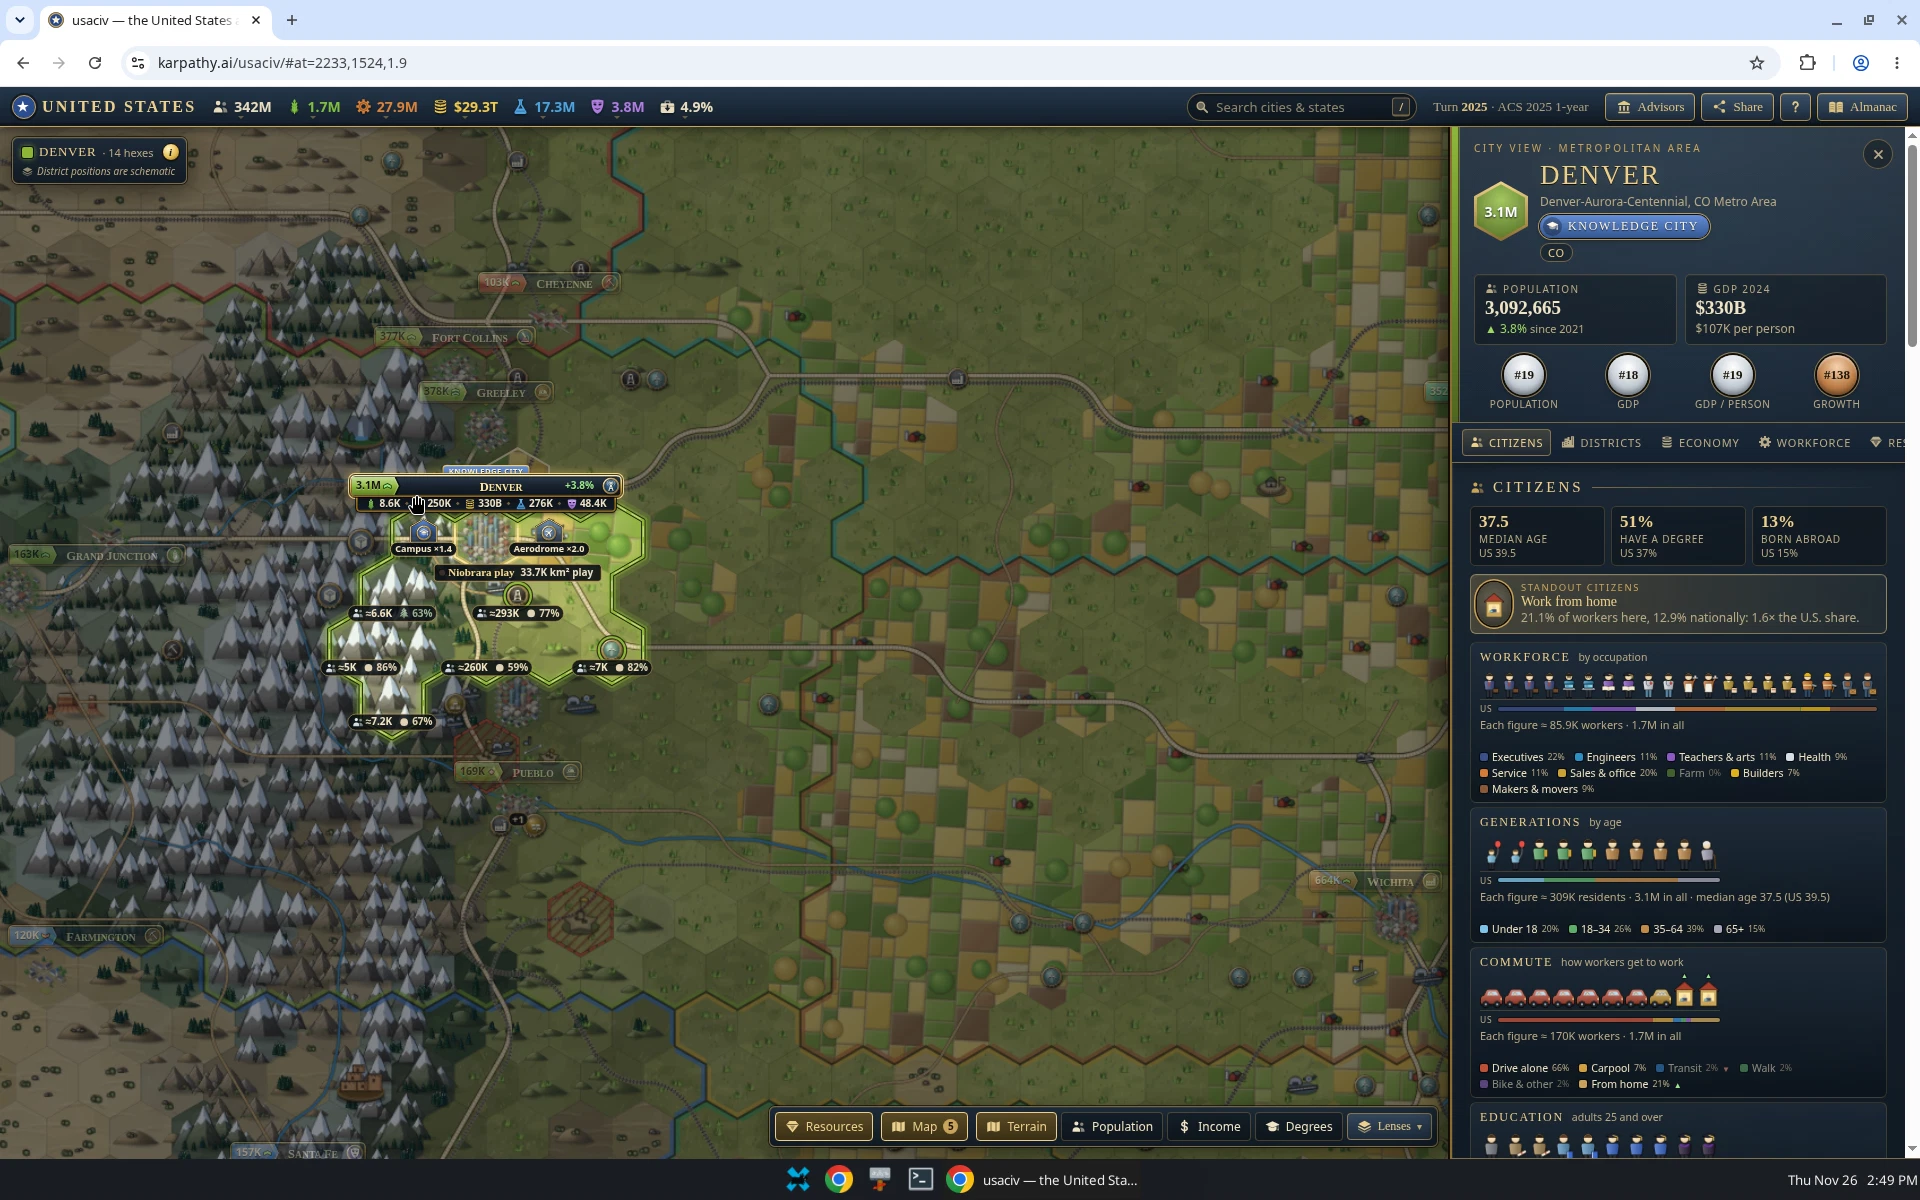 usaciv — the United States
karpathy.ai/usaciv/#at=2233,1524,1.9
UNITED STATES 342M 1.7M 27.9M $29.3T 17.3M 3.8M 4.9% Search cities & states / Turn 2025 · ACS 2025 1-year Advisors Share ? Almanac
DENVER · 14 hexes i
District positions are schematic
103K CHEYENNE
377K FORT COLLINS
378K GREELEY
KNOWLEDGE CITY
3.1M DENVER +3.8%
8.6K 250K · 330B · 276K · 48.4K
Campus ×1.4 Aerodrome ×2.0
163K GRAND JUNCTION
Niobrara play 33.7K km² play
≈6.6K 63% ≈293K 77%
≈5K 86% ≈260K 59% ≈7K 82%
≈7.2K 67%
169K PUEBLO
+1
664K WICHITA
120K FARMINGTON
157K SANTA FE
Resources Map 5 Terrain Population Income Degrees Lenses
CITY VIEW · METROPOLITAN AREA
DENVER
3.1M
Denver-Aurora-Centennial, CO Metro Area
KNOWLEDGE CITY
CO
POPULATION
3,092,665
▲ 3.8% since 2021
GDP 2024
$330B
$107K per person
#19 #18 #19 #138
POPULATION GDP GDP / PERSON GROWTH
CITIZENS DISTRICTS ECONOMY WORKFORCE RES
CITIZENS
37.5
MEDIAN AGE
US 39.5
51%
HAVE A DEGREE
US 37%
13%
BORN ABROAD
US 15%
STANDOUT CITIZENS
Work from home
21.1% of workers here, 12.9% nationally: 1.6× the U.S. share.
WORKFORCE by occupation
US
Each figure ≈ 85.9K workers · 1.7M in all
Executives 22% Engineers 11% Teachers & arts 11% Health 9%
Service 11% Sales & office 20% Farm 0% Builders 7%
Makers & movers 9%
GENERATIONS by age
US
Each figure ≈ 309K residents · 3.1M in all · median age 37.5 (US 39.5)
Under 18 20% 18–34 26% 35–64 39% 65+ 15%
COMMUTE how workers get to work
US
Each figure ≈ 170K workers · 1.7M in all
Drive alone 66% Carpool 7% Transit 2% ▼ Walk 2%
Bike & other 2% From home 21% ▲
EDUCATION adults 25 and over
usaciv — the United Sta...
Thu Nov 26 2:49 PM